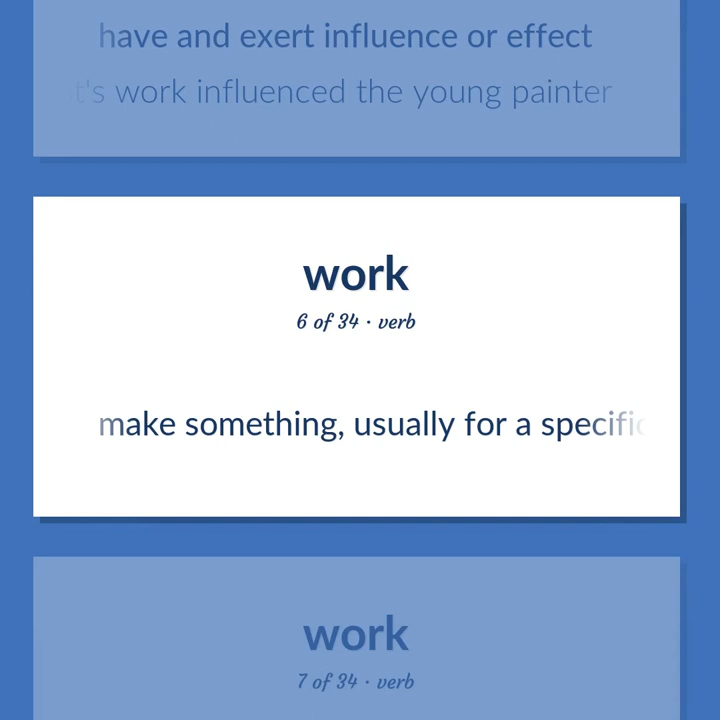 have and exert influence or effect
work influenced the young painter
work
6 of 34 · verb
make something, usually for a
work
7 of 34 · verb